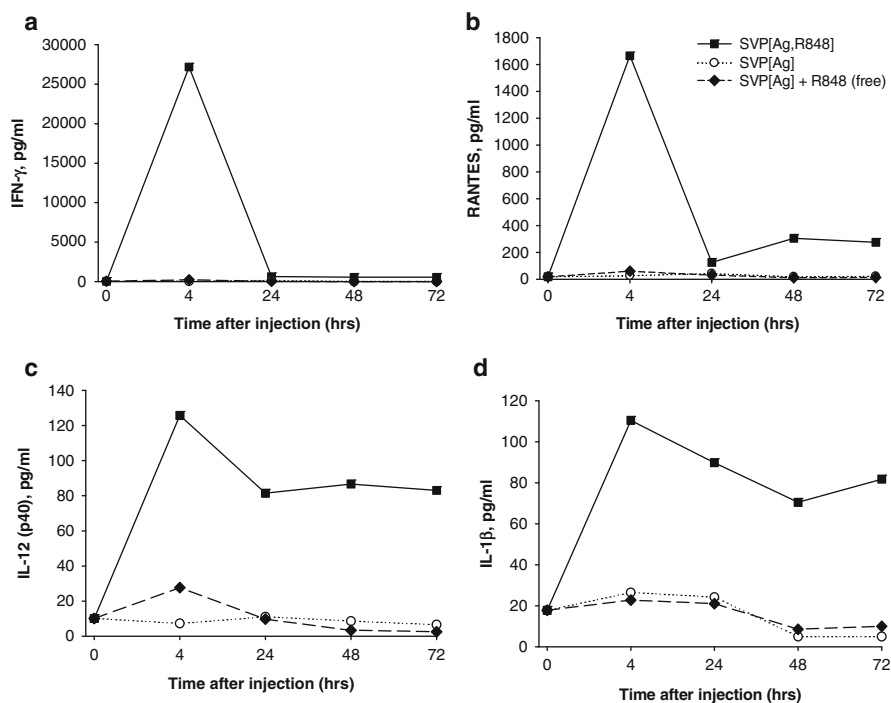 a
30000
25000
20000
15000
10000
5000
0
IFN-γ, pg/ml
0 4 24 48 72
Time after injection (hrs)
b
1800
1600
1400
1200
1000
800
600
400
200
0
RANTES, pg/ml
SVP[Ag,R848]
SVP[Ag]
SVP[Ag] + R848 (free)
0 4 24 48 72
Time after injection (hrs)
c
140
120
100
80
60
40
20
0
IL-12 (p40), pg/ml
0 4 24 48 72
Time after injection (hrs)
d
120
100
80
60
40
20
0
IL-1β, pg/ml
0 4 24 48 72
Time after injection (hrs)